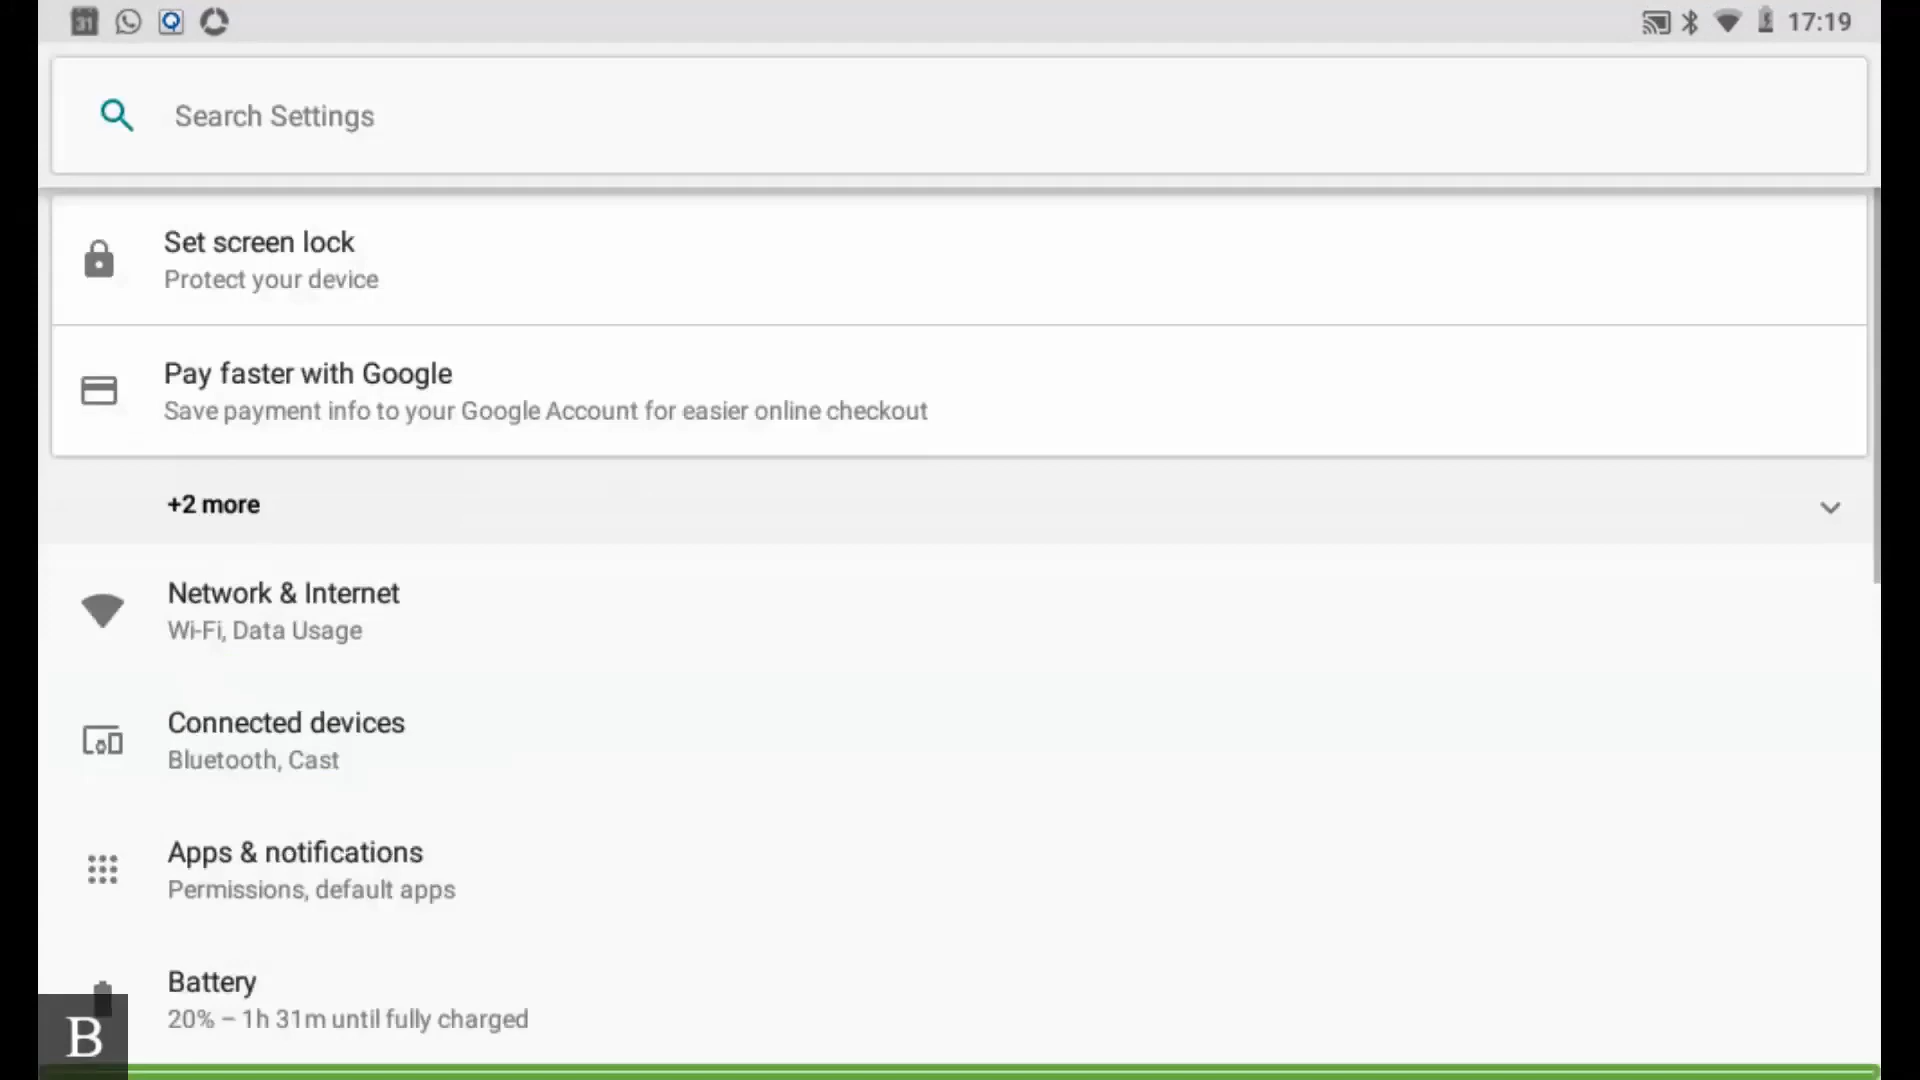 31
17:19
Search Settings
Set screen lock
Protect your device
Pay faster with Google
Save payment info to your Google Account for easier online checkout
+2 more
Network & Internet
Wi-Fi, Data Usage
Connected devices
Bluetooth, Cast
Apps & notifications
Permissions, default apps
Battery
20% – 1h 31m until fully charged
B